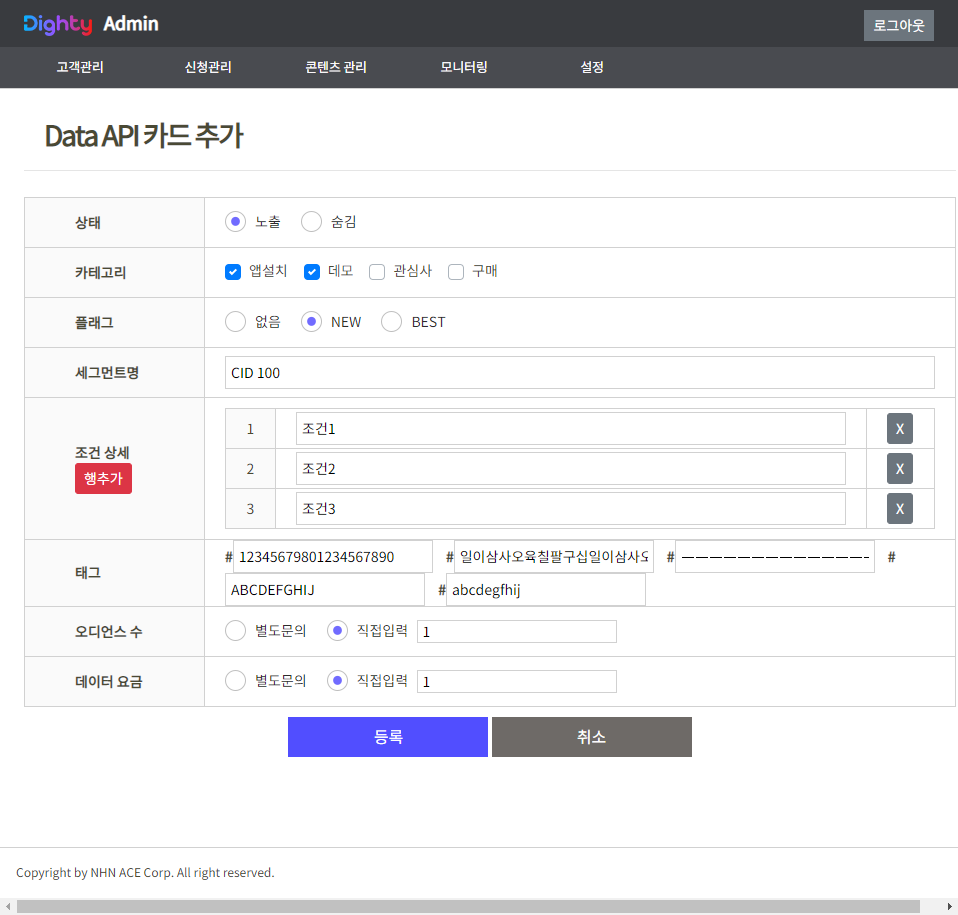 Dighty Admin 로그아웃
고객관리 신청관리 콘텐츠 관리 모니터링 설정
Data API 카드 추가
상태 노출 숨김
카테고리 앱설치 데모 관심사 구매
플래그 없음 NEW BEST
세그먼트명 CID 100
조건 상세
행추가
1 조건1 X
2 조건2 X
3 조건3 X
태그 # 12345679801234567890 # 일이삼사오육칠팔구십일이삼사오 # ㅡㅡㅡㅡㅡㅡㅡㅡㅡㅡㅡㅡㅡㅡ #
ABCDEFGHIJ # abcdegfhij
오디언스 수 별도문의 직접입력 1
데이터 요금 별도문의 직접입력 1
등록 취소
Copyright by NHN ACE Corp. All right reserved.